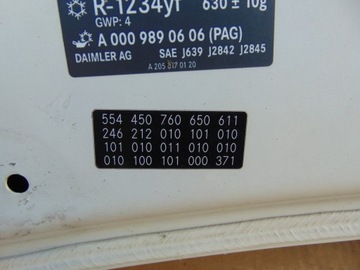 R-1234yf 630 ± 10g
GWP: 4
A 000 989 06 06 (PAG)
DAIMLER AG SAE J639 J2842 J2845
A 205 817 01 20
554 450 760 650 611
246 212 010 101 010
101 010 011 010 010
010 100 101 000 371